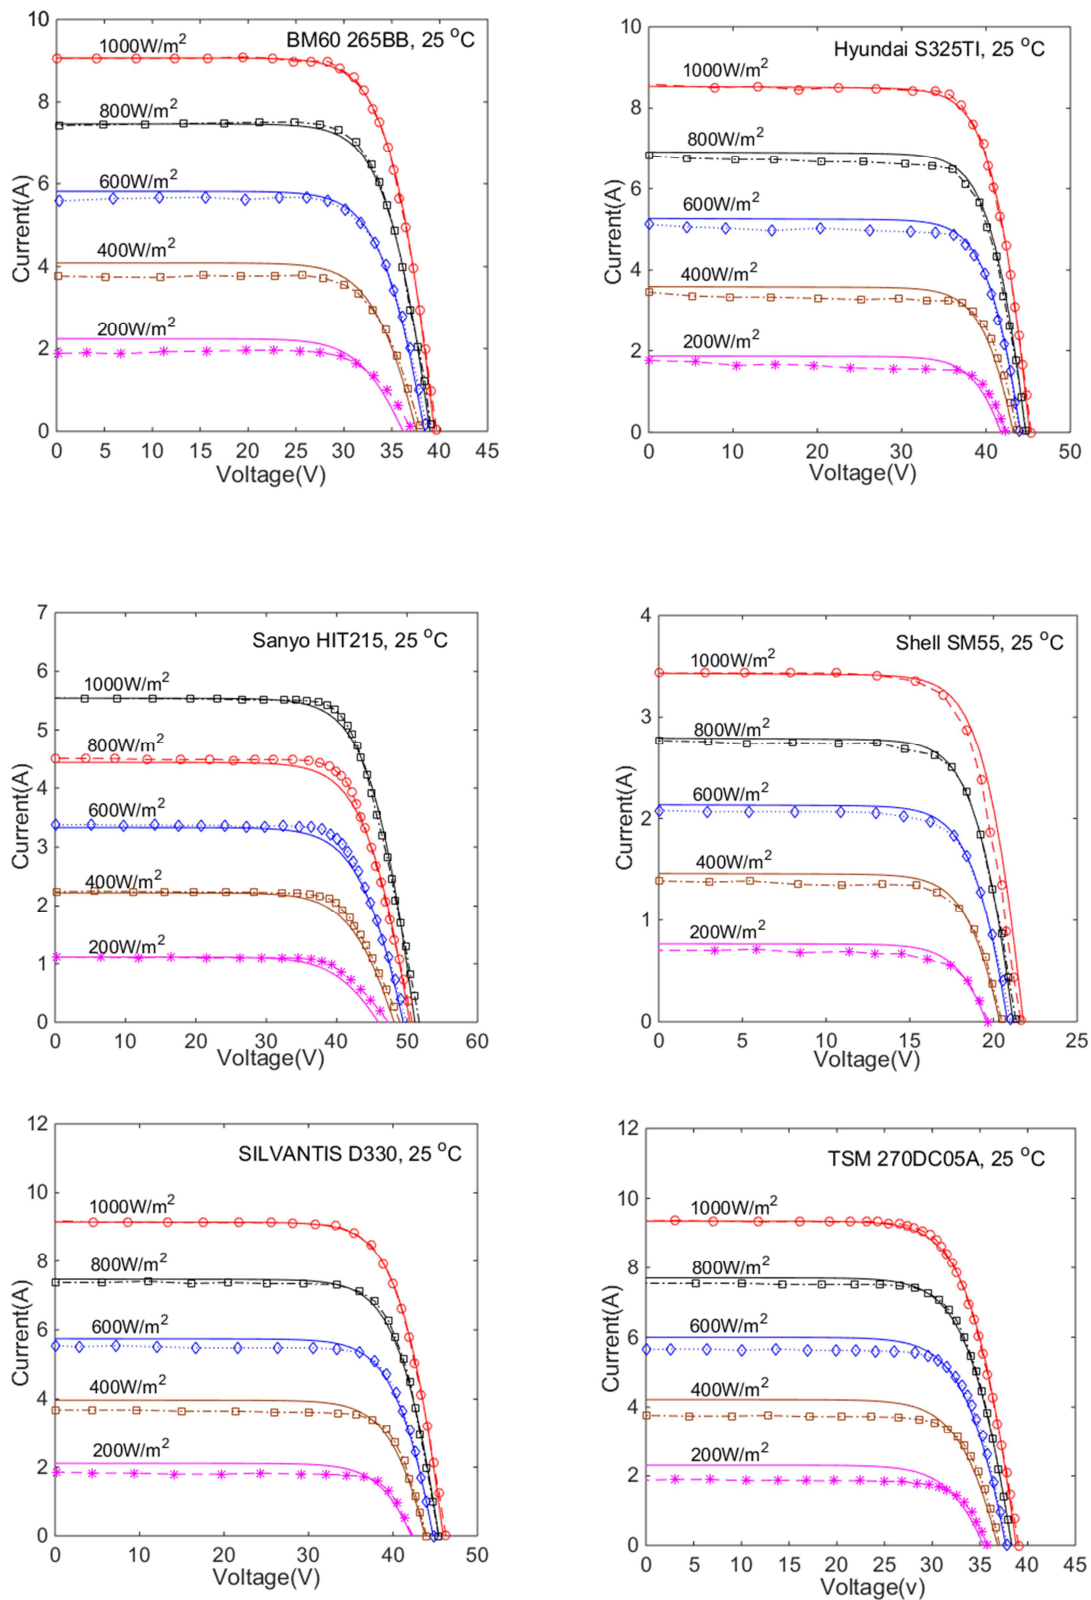 BM60 265BB, 25 °C
1000W/m²
800W/m²
600W/m²
400W/m²
200W/m²
10
8
6
4
2
0
Current(A)
0 5 10 15 20 25 30 35 40 45
Voltage(V)
Hyundai S325TI, 25 °C
1000W/m²
800W/m²
600W/m²
400W/m²
200W/m²
10
8
6
4
2
0
Current(A)
0 10 20 30 40 50
Voltage(V)
Sanyo HIT215, 25 °C
1000W/m²
800W/m²
600W/m²
400W/m²
200W/m²
7
6
5
4
3
2
1
0
Current(A)
0 10 20 30 40 50 60
Voltage(V)
Shell SM55, 25 °C
1000W/m²
800W/m²
600W/m²
400W/m²
200W/m²
4
3
2
1
0
Current(A)
0 5 10 15 20 25
Voltage(V)
SILVANTIS D330, 25 °C
1000W/m²
800W/m²
600W/m²
400W/m²
200W/m²
12
10
8
6
4
2
0
Current(A)
0 10 20 30 40 50
Voltage(V)
TSM 270DC05A, 25 °C
1000W/m²
800W/m²
600W/m²
400W/m²
200W/m²
12
10
8
6
4
2
0
Current(A)
0 5 10 15 20 25 30 35 40 45
Voltage(v)